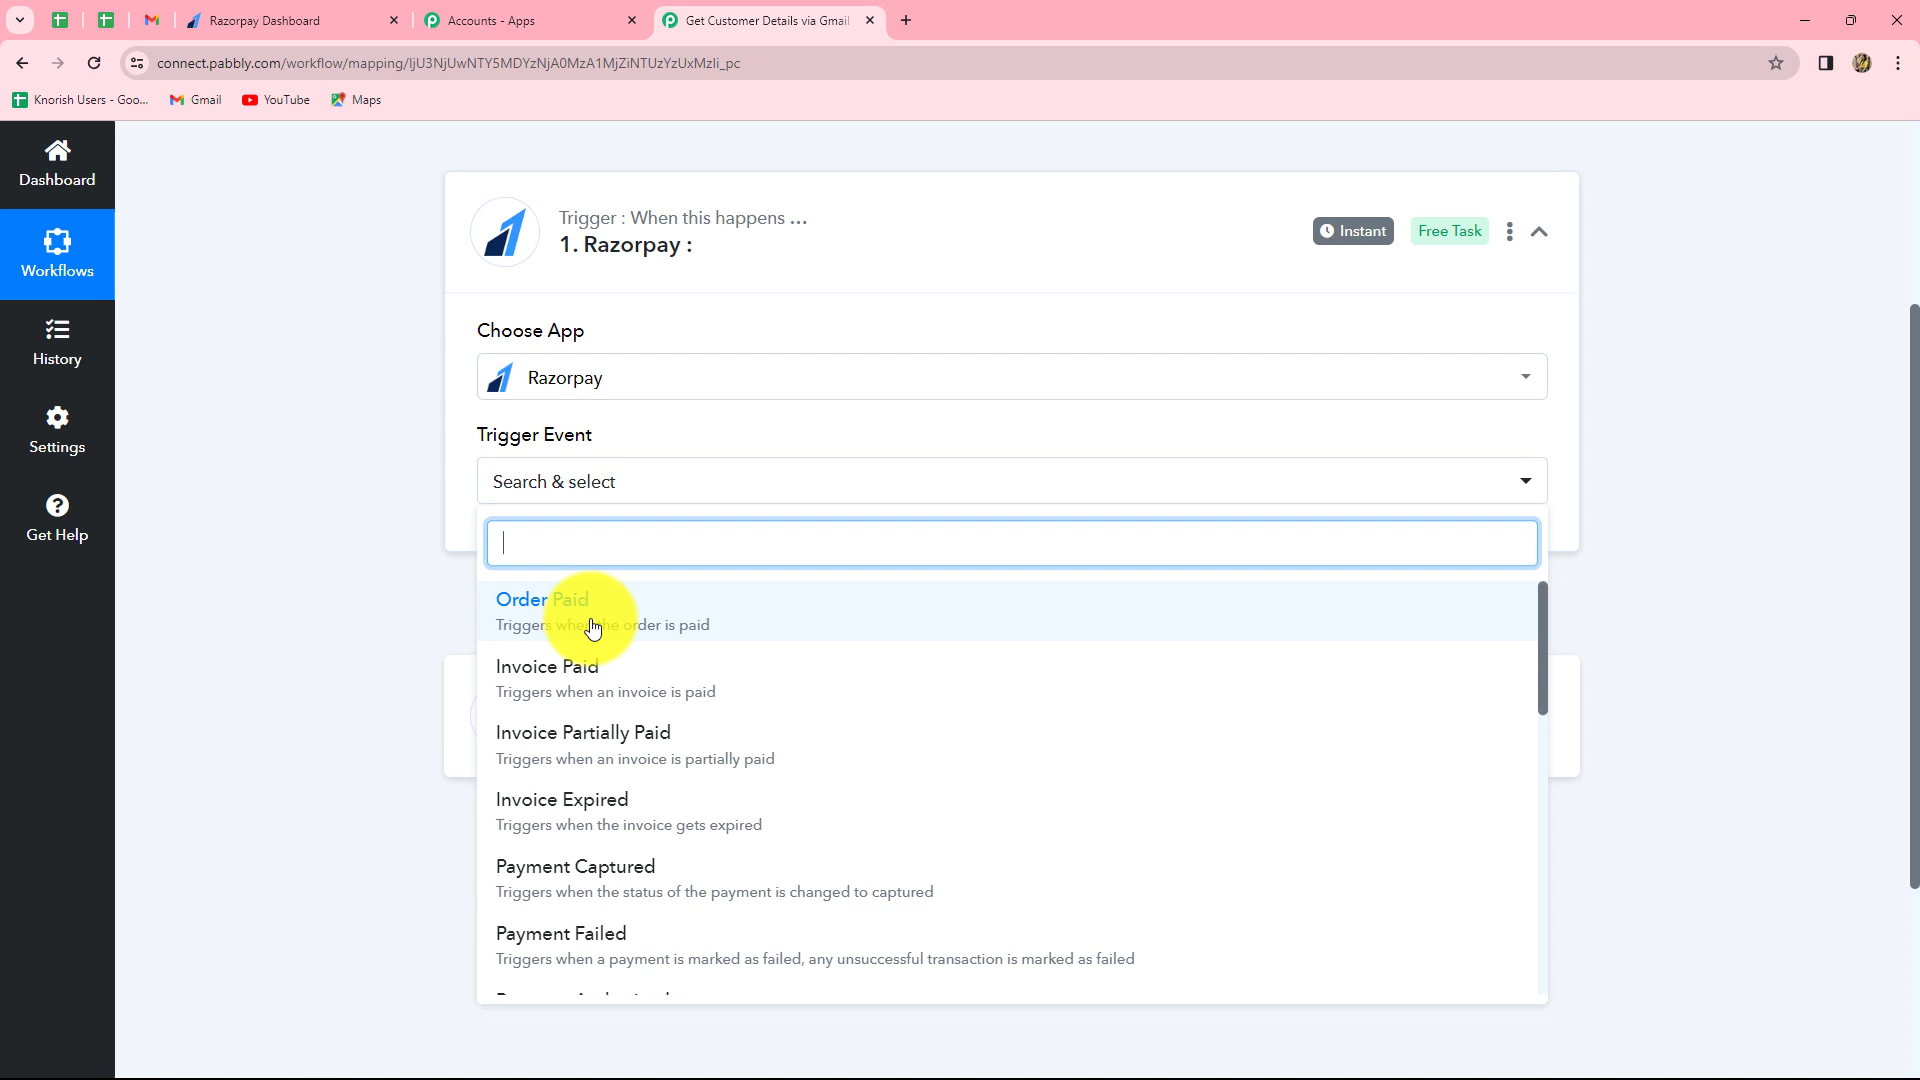 Razorpay Dashboard
Accounts - Apps
Get Customer Details via Gmail
connect.pabbly.com/workflow/mapping/IjU3NjUwNTY5MDYzNjA0MzA1MjZiNTUzYzUxMzIi_pc
Knorish Users - Goo...
Gmail
YouTube
Maps
Dashboard
Workflows
History
Settings
Get Help
Trigger : When this happens ...
1. Razorpay :
Instant
Free Task
Choose App
Razorpay
Trigger Event
Search & select
Order Paid
Triggers when the order is paid
Invoice Paid
Triggers when an invoice is paid
Invoice Partially Paid
Triggers when an invoice is partially paid
Invoice Expired
Triggers when the invoice gets expired
Payment Captured
Triggers when the status of the payment is changed to captured
Payment Failed
Triggers when a payment is marked as failed, any unsuccessful transaction is marked as failed